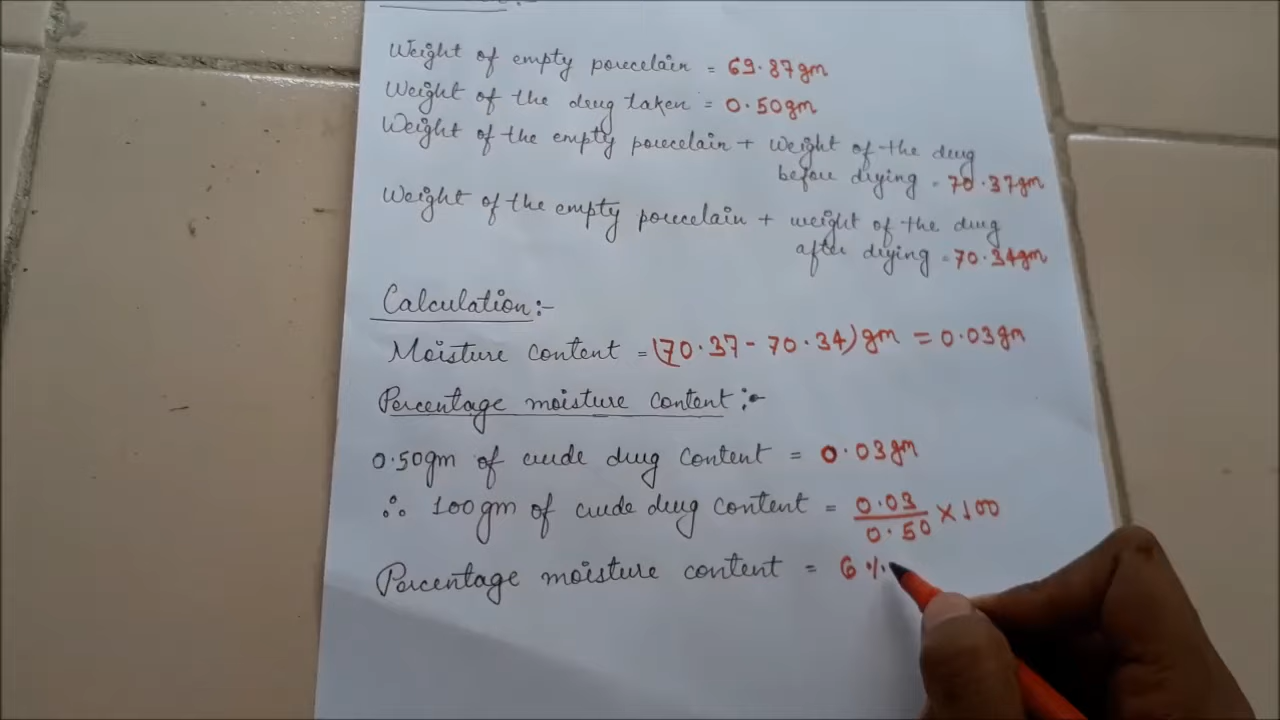 Weight of empty porcelain = 69.87gm
Weight of the drug taken = 0.50gm
Weight of the empty porcelain + Weight of the drug
before drying = 70.37gm
Weight of the empty porcelain + weight of the drug
after drying = 70.34gm
Calculation:-
Moisture content = (70.37 - 70.34) gm = 0.03gm
Percentage moisture content :-
0.50gm of crude drug content = 0.03gm
∴ 100gm of crude drug content = 0.03/0.50 × 100
Percentage moisture content = 6%